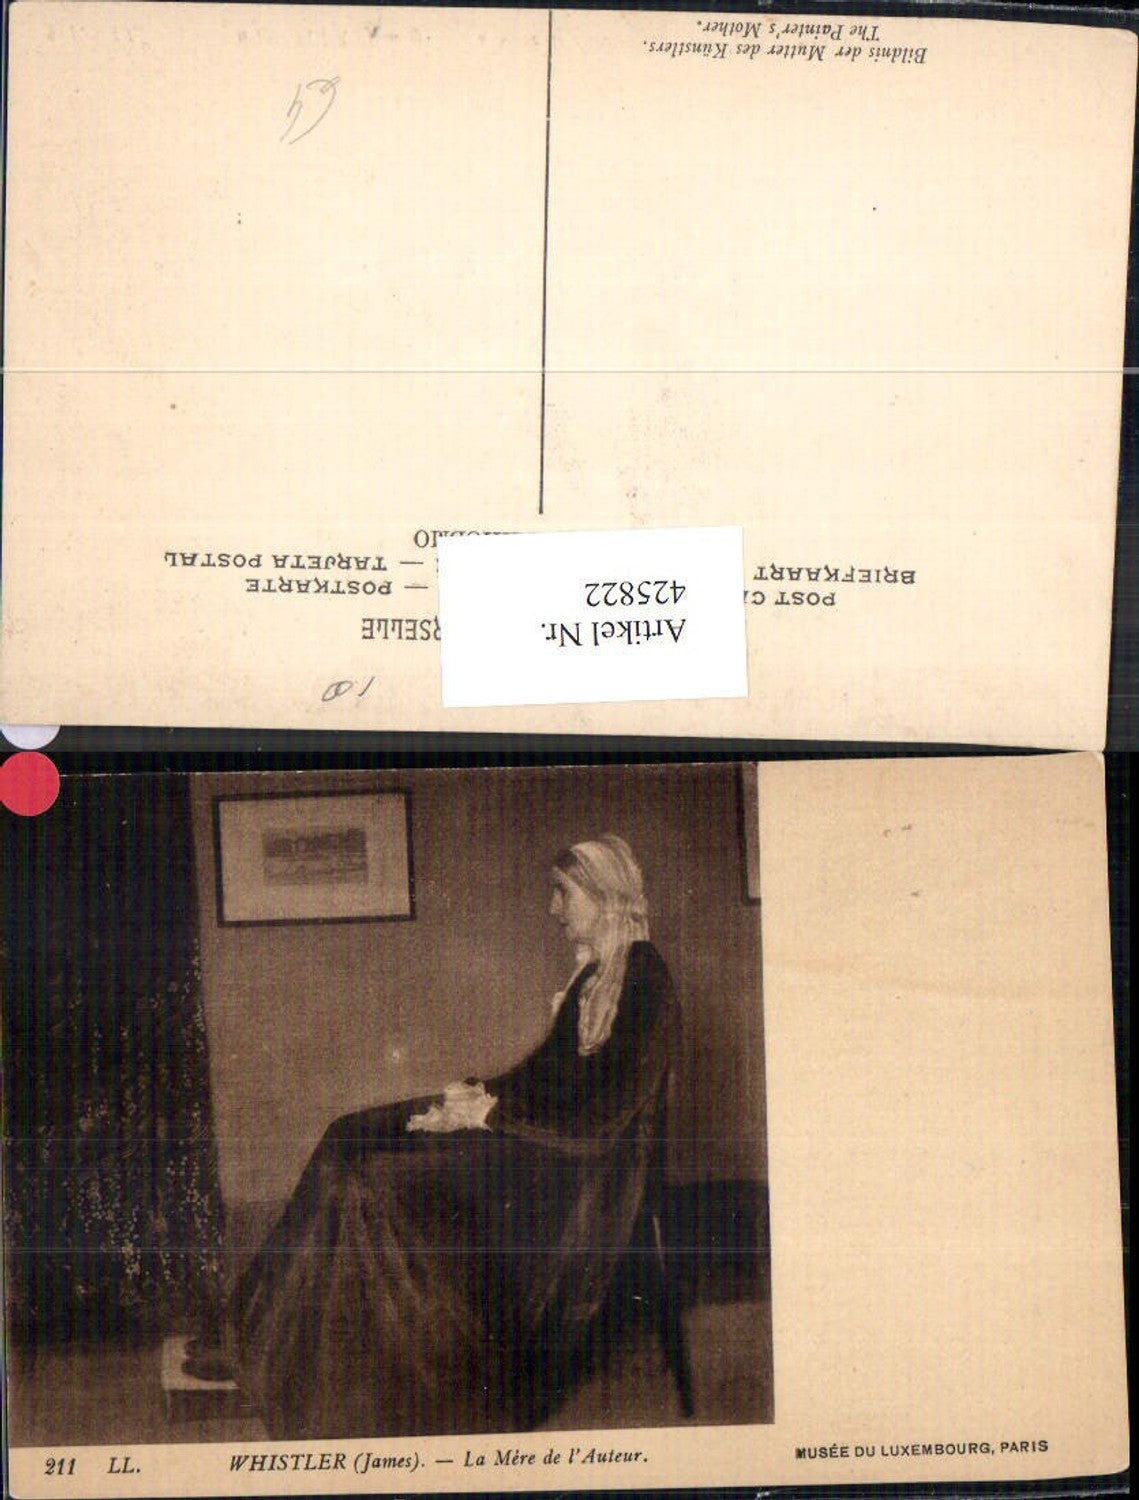 Bildnis der Mutter des Künstlers.
The Painter's Mother.
64
TARJETA POSTAL
BRIEFKAART
— POSTKARTE
POST
425822
Artikel Nr.
100
211 LL. WHISTLER (James). — La Mère de l'Auteur.
MUSÉE DU LUXEMBOURG, PARIS